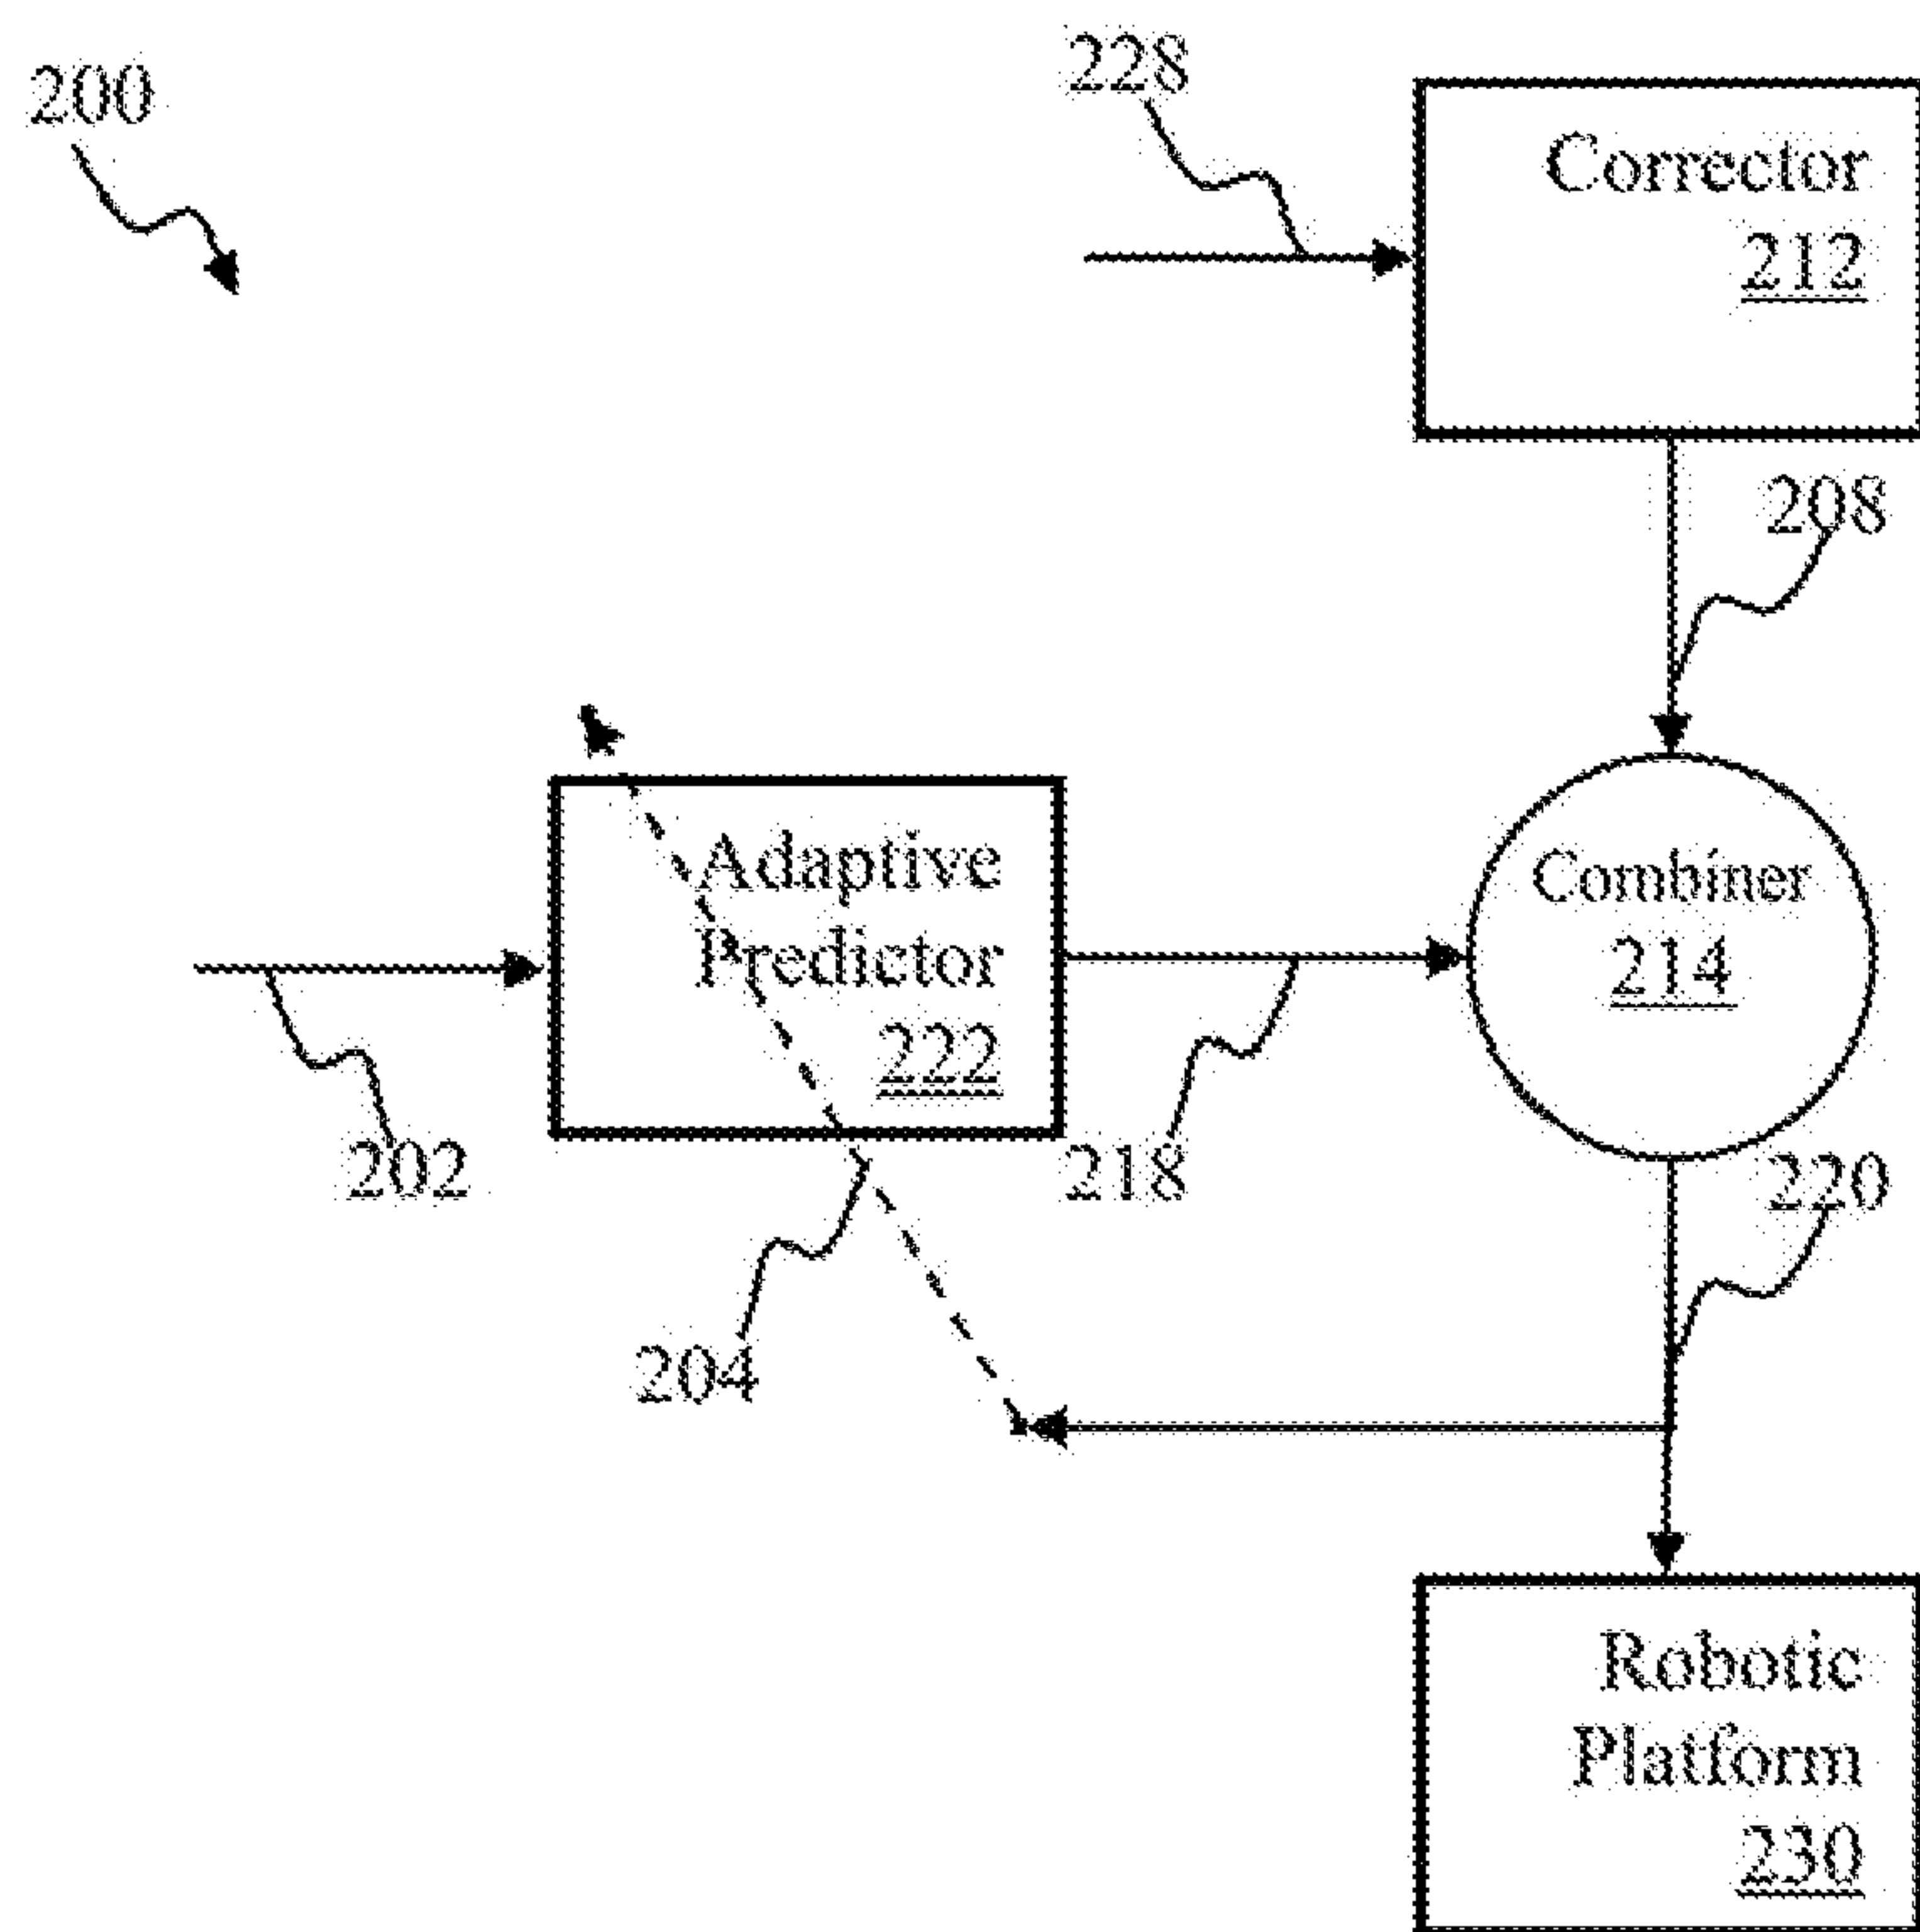 200
228
Corrector
212
208
Adaptive
Predictor
222
Combiner
214
202
218
220
204
Robotic
Platform
230